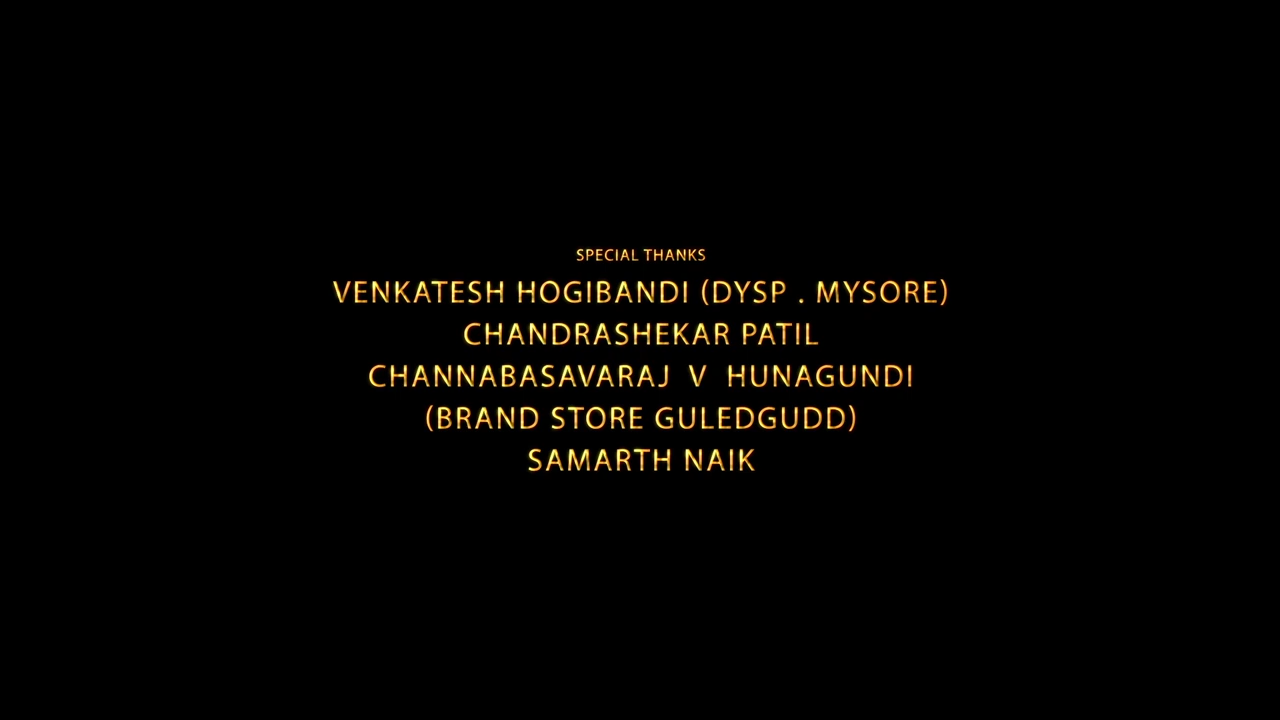 SPECIAL THANKS
VENKATESH HOGIBANDI (DYSP . MYSORE)
CHANDRASHEKAR PATIL
CHANNABASAVARAJ V HUNAGUNDI
(BRAND STORE GULEDGUDD)
SAMARTH NAIK